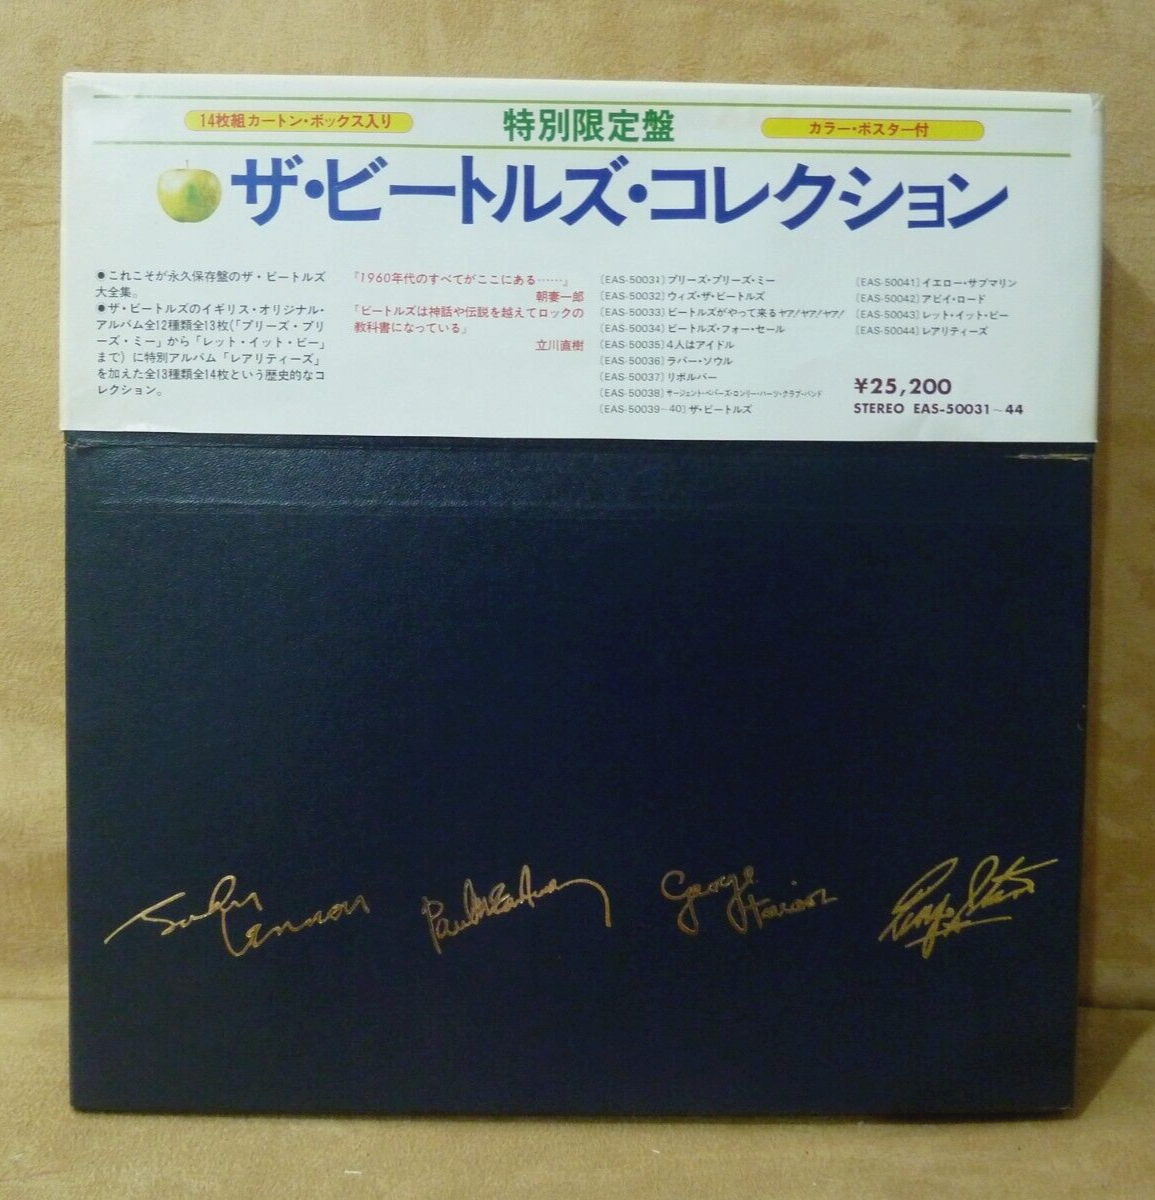 14枚組カートン・ボックス入り
特別限定盤
カラー・ポスター付
ザ・ビートルズ・コレクション
●これこそが永久保存盤のザ・ビートルズ
大全集。
●ザ・ビートルズのイギリス・オリジナル・
アルバム全12種類全13枚(「プリーズ・プリ
ーズ・ミー」から「レット・イット・ビー」
まで)に特別アルバム「レアリティーズ」
を加えた全13種類全14枚という歴史的なコ
レクション。
『1960年代のすべてがここにある……』
朝妻一郎
「ビートルズは神話や伝説を越えてロックの
教科書になっている』
立川直樹
(EAS-50031)プリーズ・プリーズ・ミー
(EAS-50032)ウィズ・ザ・ビートルズ
(EAS-50033)ビートルズがやって来るヤァ!ヤァ!ヤァ!
(EAS-50034)ビートルズ・フォー・セール
(EAS-50035)4人はアイドル
(EAS-50036)ラバー・ソウル
(EAS-50037)リボルバー
(EAS-50038)サージェント・ペパーズ・ロンリー・ハーツ・クラブ・バンド
(EAS-50039~40)ザ・ビートルズ
(EAS-50041)イエロー・サブマリン
(EAS-50042)アビイ・ロード
(EAS-50043)レット・イット・ビー
(EAS-50044)レアリティーズ
¥25,200
STEREO EAS-50031~44
John Lennon
Paul McCartney
George Harrison
Ringo Starr